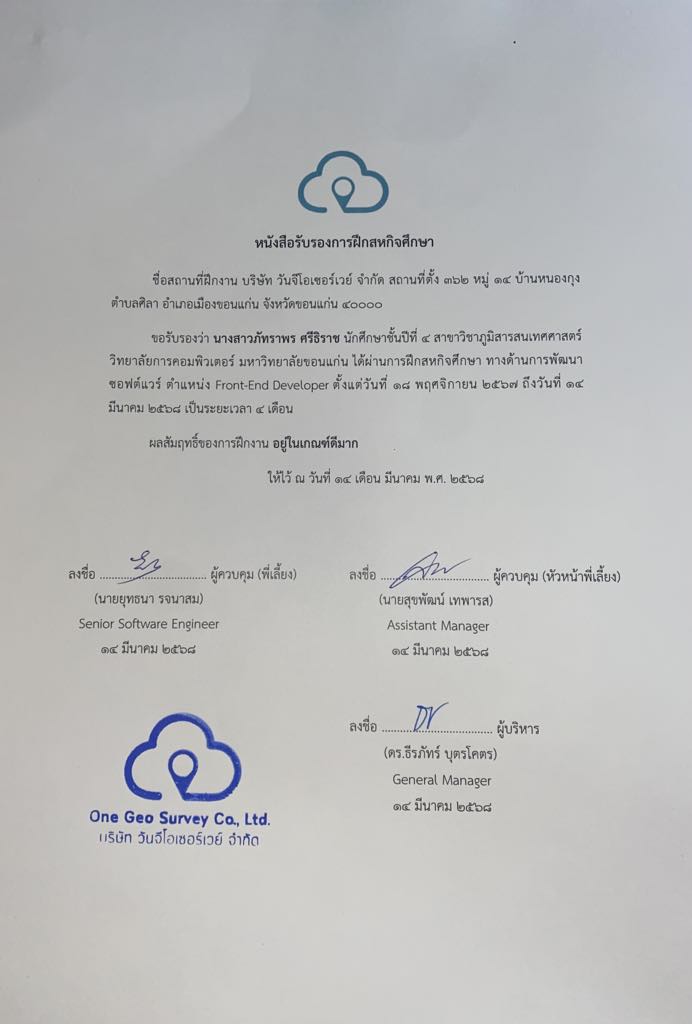 หนังสือรับรองการฝึกสหกิจศึกษา
ชื่อสถานที่ฝึกงาน บริษัท วันจีโอเซอร์เวย์ จำกัด สถานที่ตั้ง ๓๖๒ หมู่ ๑๔ บ้านหนองกุง
ตำบลศิลา อำเภอเมืองขอนแก่น จังหวัดขอนแก่น ๔๐๐๐๐
ขอรับรองว่า นางสาวภัทราพร ศรีธิราช นักศึกษาชั้นปีที่ ๔ สาขาวิชาภูมิสารสนเทศศาสตร์
วิทยาลัยการคอมพิวเตอร์ มหาวิทยาลัยขอนแก่น ได้ผ่านการฝึกสหกิจศึกษา ทางด้านการพัฒนา
ซอฟต์แวร์ ตำแหน่ง Front-End Developer ตั้งแต่วันที่ ๑๘ พฤศจิกายน ๒๕๖๗ ถึงวันที่ ๑๔
มีนาคม ๒๕๖๘ เป็นระยะเวลา ๔ เดือน
ผลสัมฤทธิ์ของการฝึกงาน อยู่ในเกณฑ์ดีมาก
ให้ไว้ ณ วันที่ ๑๔ เดือน มีนาคม พ.ศ. ๒๕๖๘
ลงชื่อ .................................. ผู้ควบคุม (พี่เลี้ยง)
(นายยุทธนา รจนาสม)
Senior Software Engineer
๑๔ มีนาคม ๒๕๖๘
ลงชื่อ .................................. ผู้ควบคุม (หัวหน้าพี่เลี้ยง)
(นายสุขพัฒน์ เทพารส)
Assistant Manager
๑๔ มีนาคม ๒๕๖๘
ลงชื่อ .................................. ผู้บริหาร
(ดร.ธีรภัทร์ บุตรโคตร)
General Manager
๑๔ มีนาคม ๒๕๖๘
One Geo Survey Co., Ltd.
บริษัท วันจีโอเซอร์เวย์ จำกัด